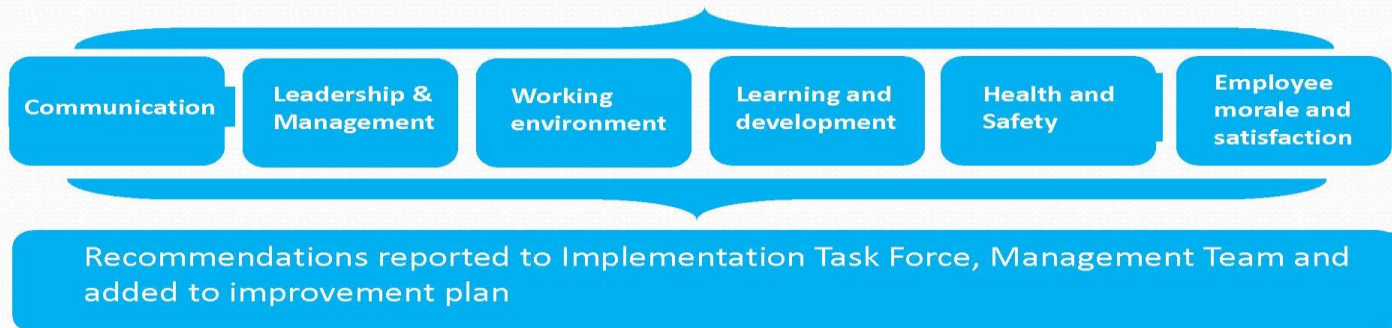 Communication
Leadership &
Management
Working
environment
Learning and
development
Health and
Safety
Employee
morale and
satisfaction
Recommendations reported to Implementation Task Force, Management Team and
added to improvement plan